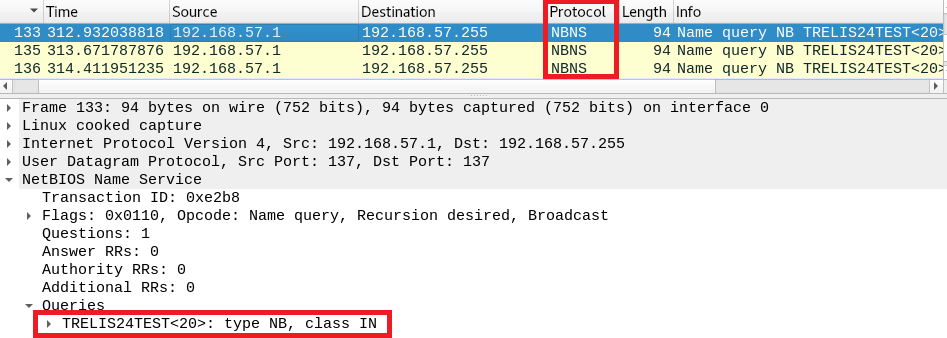 Time Source Destination Protocol Length Info
133 312.932038818 192.168.57.1 192.168.57.255 NBNS 94 Name query NB TRELIS24TEST<20>
135 313.671787876 192.168.57.1 192.168.57.255 NBNS 94 Name query NB TRELIS24TEST<20>
136 314.411951235 192.168.57.1 192.168.57.255 NBNS 94 Name query NB TRELIS24TEST<20>
Frame 133: 94 bytes on wire (752 bits), 94 bytes captured (752 bits) on interface 0
Linux cooked capture
Internet Protocol Version 4, Src: 192.168.57.1, Dst: 192.168.57.255
User Datagram Protocol, Src Port: 137, Dst Port: 137
NetBIOS Name Service
Transaction ID: 0xe2b8
Flags: 0x0110, Opcode: Name query, Recursion desired, Broadcast
Questions: 1
Answer RRs: 0
Authority RRs: 0
Additional RRs: 0
Queries
TRELIS24TEST<20>: type NB, class IN